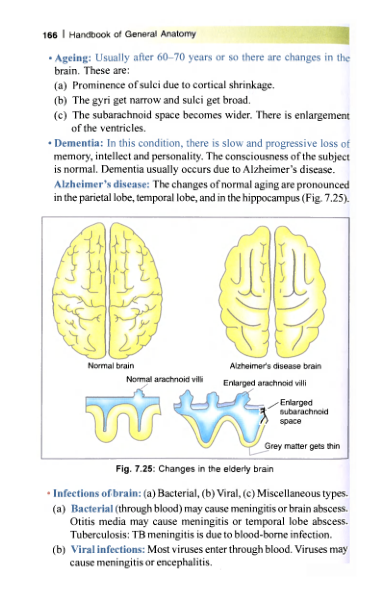 166 | Handbook of General Anatomy
• Ageing: Usually after 60–70 years or so there are changes in the
brain. These are:
(a) Prominence of sulci due to cortical shrinkage.
(b) The gyri get narrow and sulci get broad.
(c) The subarachnoid space becomes wider. There is enlargement
of the ventricles.
• Dementia: In this condition, there is slow and progressive loss of
memory, intellect and personality. The consciousness of the subject
is normal. Dementia usually occurs due to Alzheimer's disease.
Alzheimer's disease: The changes of normal aging are pronounced
in the parietal lobe, temporal lobe, and in the hippocampus (Fig. 7.25).
Normal brain
Alzheimer's disease brain
Normal arachnoid villi
Enlarged arachnoid villi
Enlarged
subarachnoid
space
Grey matter gets thin
Fig. 7.25: Changes in the elderly brain
• Infections of brain: (a) Bacterial, (b) Viral, (c) Miscellaneous types.
(a) Bacterial (through blood) may cause meningitis or brain abscess.
Otitis media may cause meningitis or temporal lobe abscess.
Tuberculosis: TB meningitis is due to blood-borne infection.
(b) Viral infections: Most viruses enter through blood. Viruses may
cause meningitis or encephalitis.